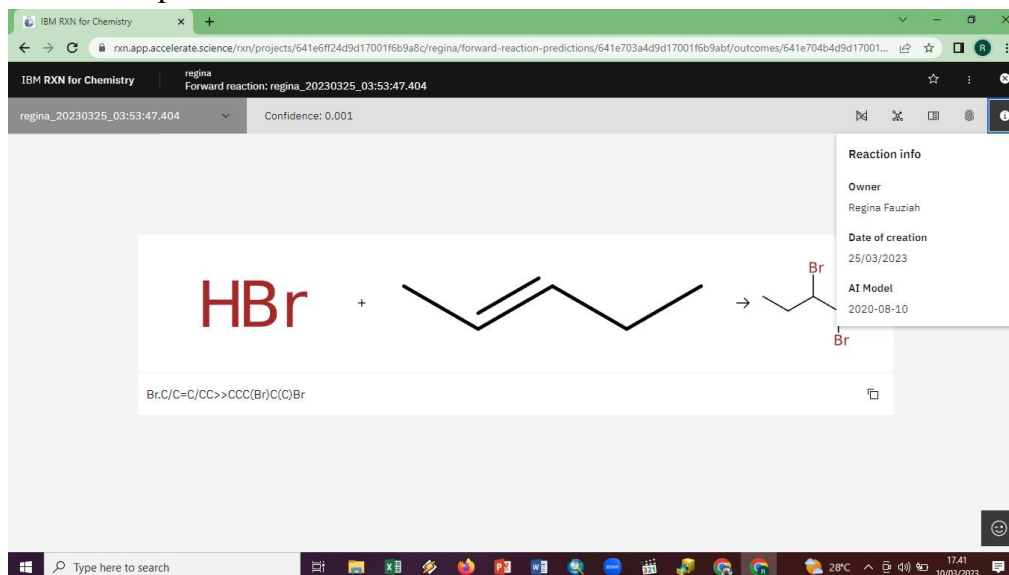 IBM RXN for Chemistry
rxn.app.accelerate.science/rxn/projects/641e6ff24d9d17001f6b9a8c/regina/forward-reaction-predictions/641e703a4d9d17001f6b9abf/outcomes/641e704b4d9d17001...
R
IBM RXN for Chemistry
regina
Forward reaction: regina_20230325_03:53:47.404
regina_20230325_03:53:47.404
Confidence: 0.001
Reaction info
Owner
Regina Fauziah
Date of creation
25/03/2023
AI Model
2020-08-10
HBr
+
Br
Br
Br.C/C=C/CC>>CCC(Br)C(C)Br
Type here to search
28°C
17.41
10/03/2023